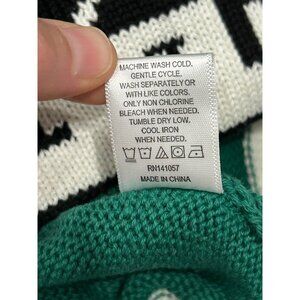 MACHINE WASH COLD.
GENTLE CYCLE.
WASH SEPARATELY OR
WITH LIKE COLORS.
ONLY NON CHLORINE
BLEACH WHEN NEEDED.
TUMBLE DRY LOW.
COOL IRON
WHEN NEEDED.
RN141057
MADE IN CHINA